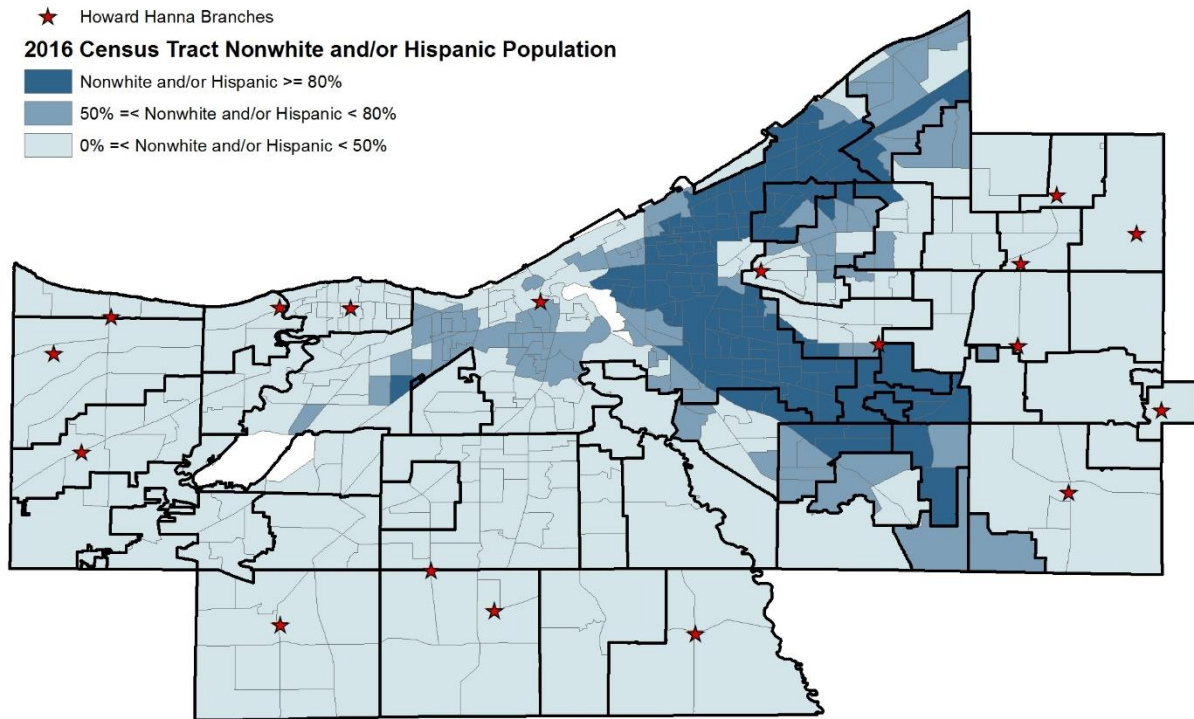 Howard Hanna Branches
2016 Census Tract Nonwhite and/or Hispanic Population
Nonwhite and/or Hispanic >= 80%
50% =< Nonwhite and/or Hispanic < 80%
0% =< Nonwhite and/or Hispanic < 50%